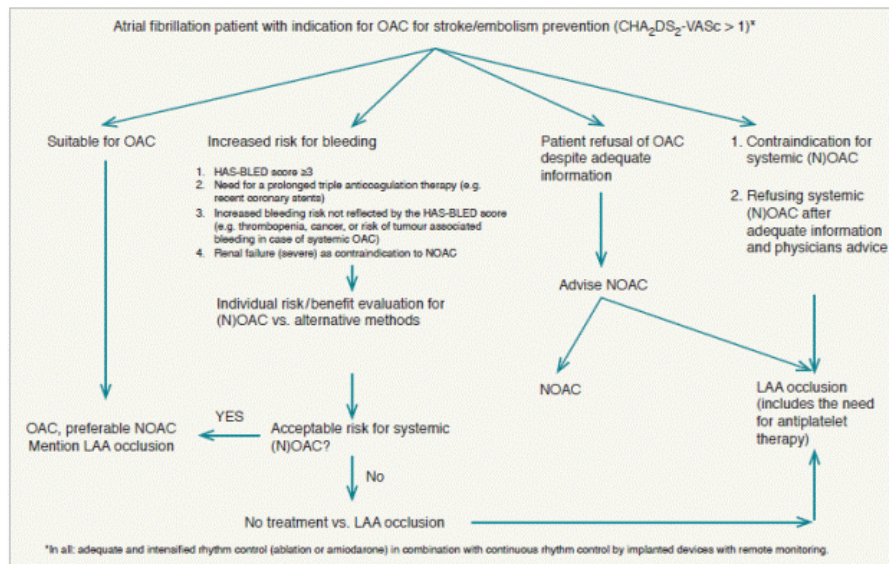 Atrial fibrillation patient with indication for OAC for stroke/embolism prevention (CHA₂DS₂-VASc > 1)*
Suitable for OAC
Increased risk for bleeding
1. HAS-BLED score ≥3
2. Need for a prolonged triple anticoagulation therapy (e.g.
recent coronary stents)
3. Increased bleeding risk not reflected by the HAS-BLED score
(e.g. thrombopenia, cancer, or risk of tumour associated
bleeding in case of systemic OAC)
4. Renal failure (severe) as contraindication to NOAC
Patient refusal of OAC
despite adequate
information
1. Contraindication for
systemic (N)OAC
2. Refusing systemic
(N)OAC after
adequate information
and physicians advice
Individual risk/benefit evaluation for
(N)OAC vs. alternative methods
Advise NOAC
NOAC
LAA occlusion
(includes the need
for antiplatelet
therapy)
OAC, preferable NOAC
Mention LAA occlusion
YES
Acceptable risk for systemic
(N)OAC?
No
No treatment vs. LAA occlusion
*In all: adequate and intensified rhythm control (ablation or amiodarone) in combination with continuous rhythm control by implanted devices with remote monitoring.